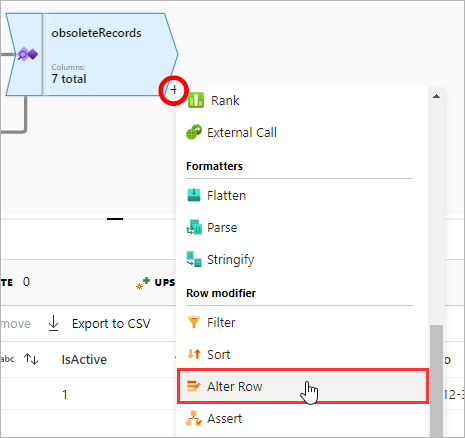 obsoleteRecords
Columns:
7 total
+
Rank
External Call
Formatters
Flatten
Parse
Stringify
Row modifier
Filter
Sort
Alter Row
Assert
TE 0
UPS
move Export to CSV
abc IsActive
o
1
12-3